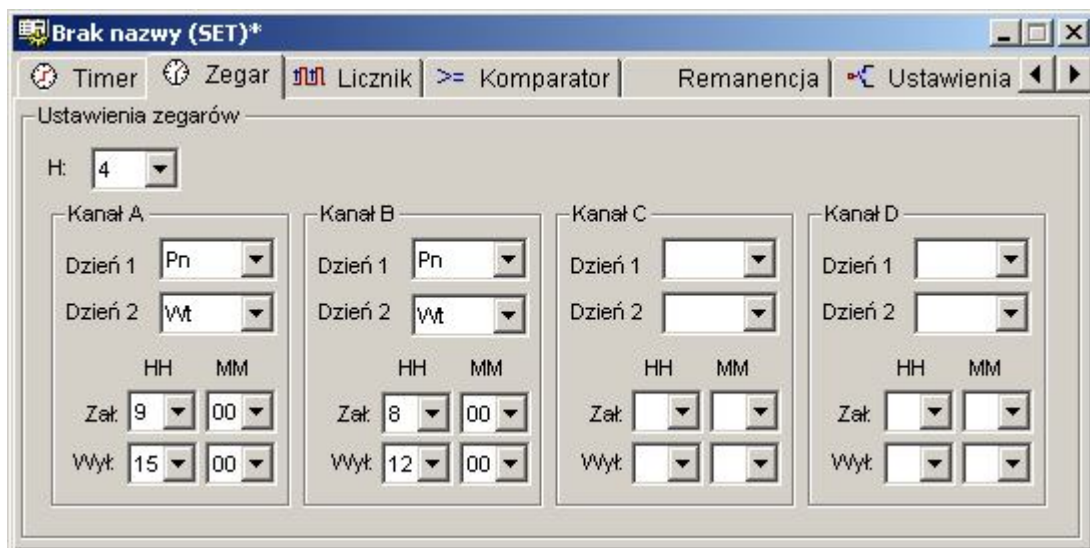 Brak nazwy (SET)*
Timer Zegar Licznik >= Komparator Remanencja Ustawienia
Ustawienia zegarów
H: 4
Kanał A Kanał B Kanał C Kanał D
Dzień 1 Pn Dzień 1 Pn Dzień 1 Dzień 1
Dzień 2 Wt Dzień 2 Wt Dzień 2 Dzień 2
HH MM HH MM HH MM HH MM
Zał: 9 00 Zał: 8 00 Zał: Zał:
Wył: 15 00 Wył: 12 00 Wył: Wył: